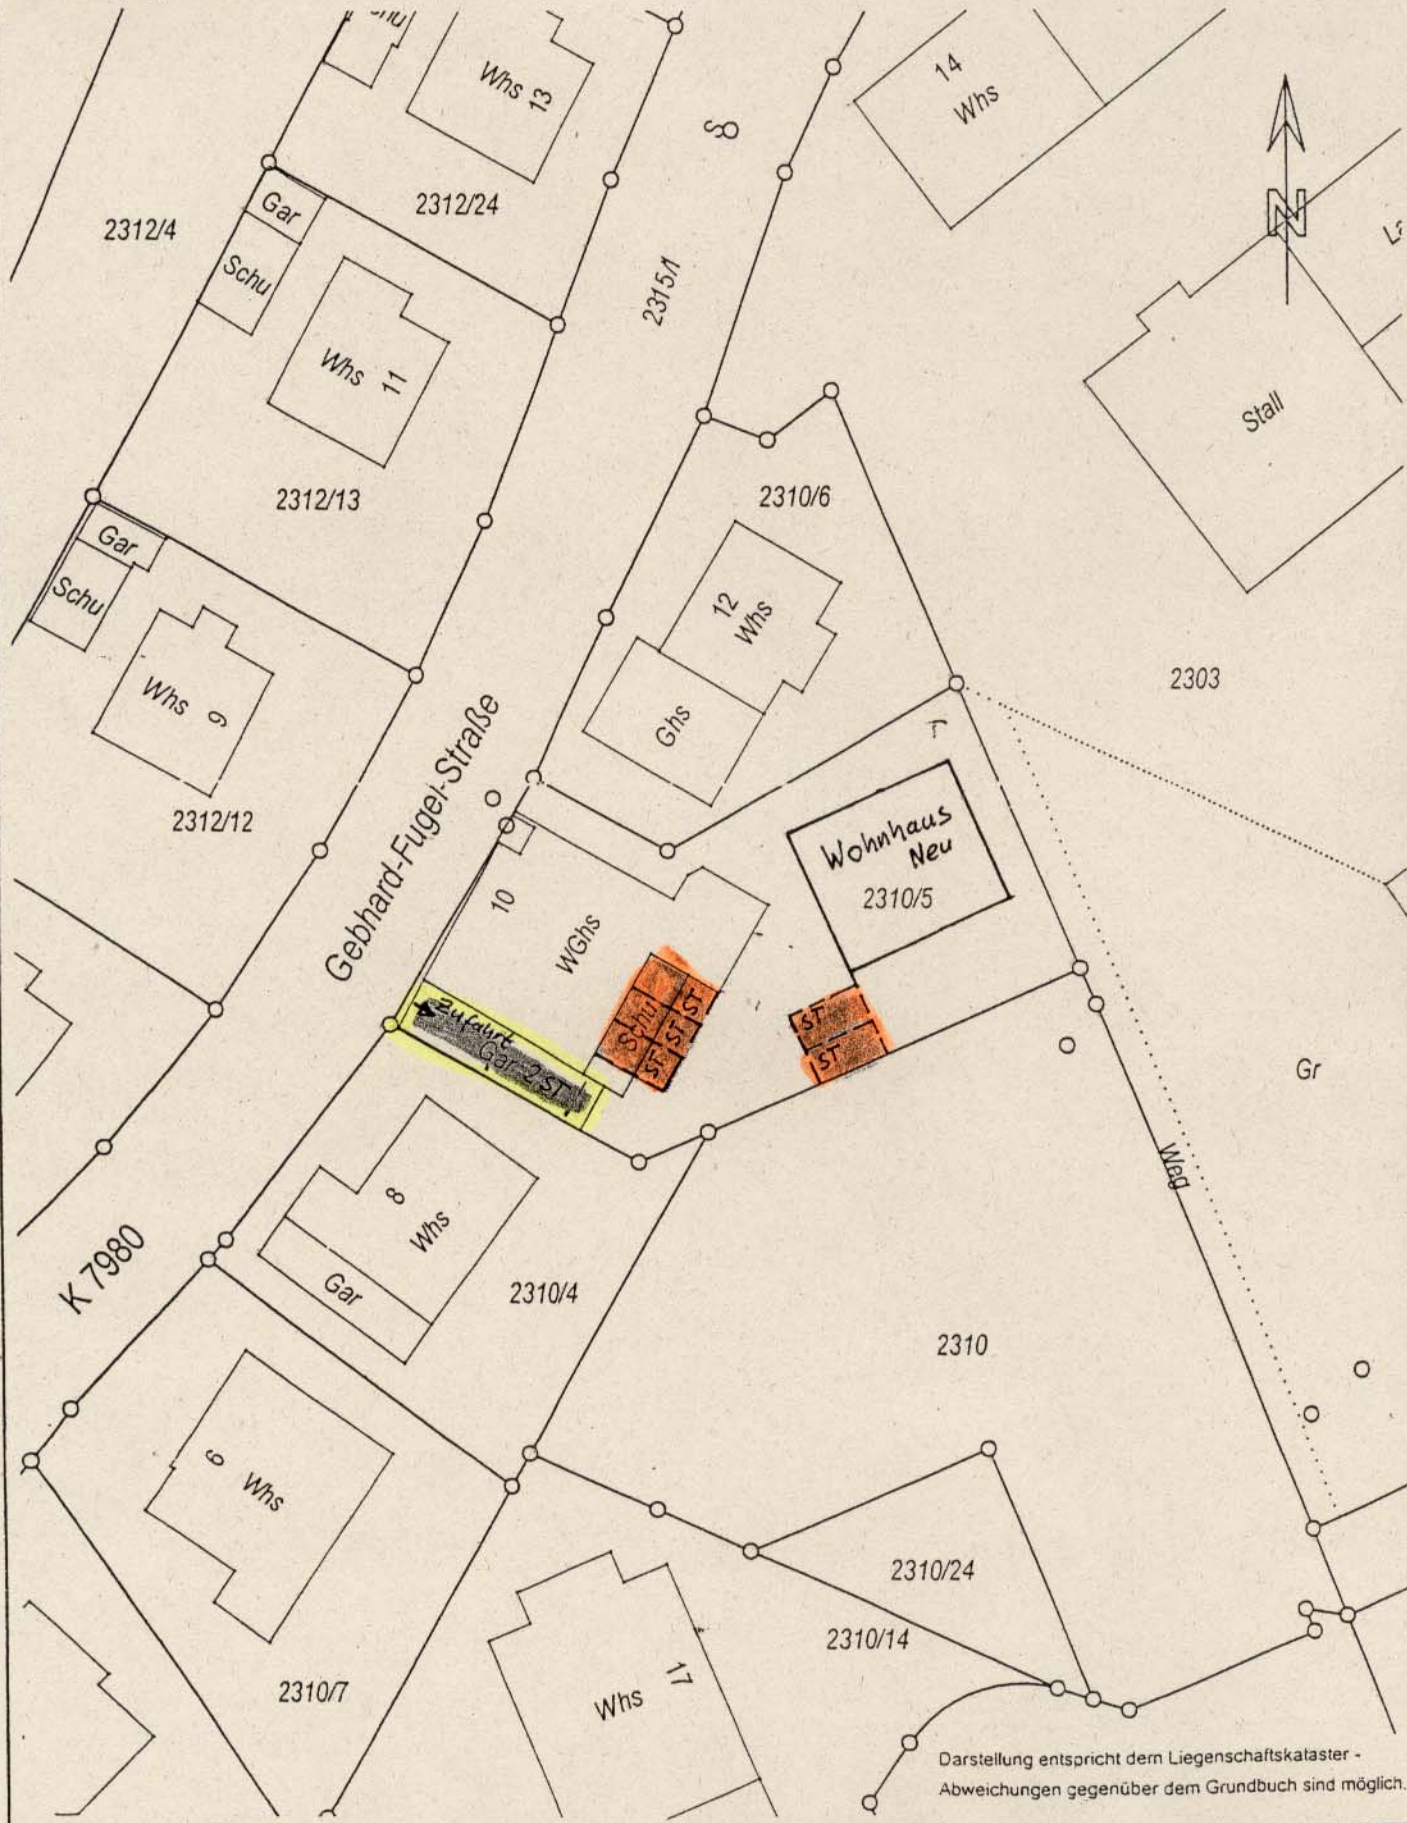 Whs 13
14
Whs
N
2312/24
2312/4
Gar
Schu
2315/1
Whs 11
Stall
2312/13
2310/6
Gar
Schu
12
Whs
Whs 9
Ghs
2303
Gebhard-Fugel-Straße
2312/12
Wohnhaus
Neu
2310/5
10
WGhs
Schu
ST
ST
ST
ST
ST
Zufahrt
Gar 2 ST
Gr
Weg
8
Whs
Gar
2310/4
K 7980
2310
6
Whs
2310/24
2310/14
2310/7
Whs
17
Darstellung entspricht dem Liegenschaftskataster -
Abweichungen gegenüber dem Grundbuch sind möglich.